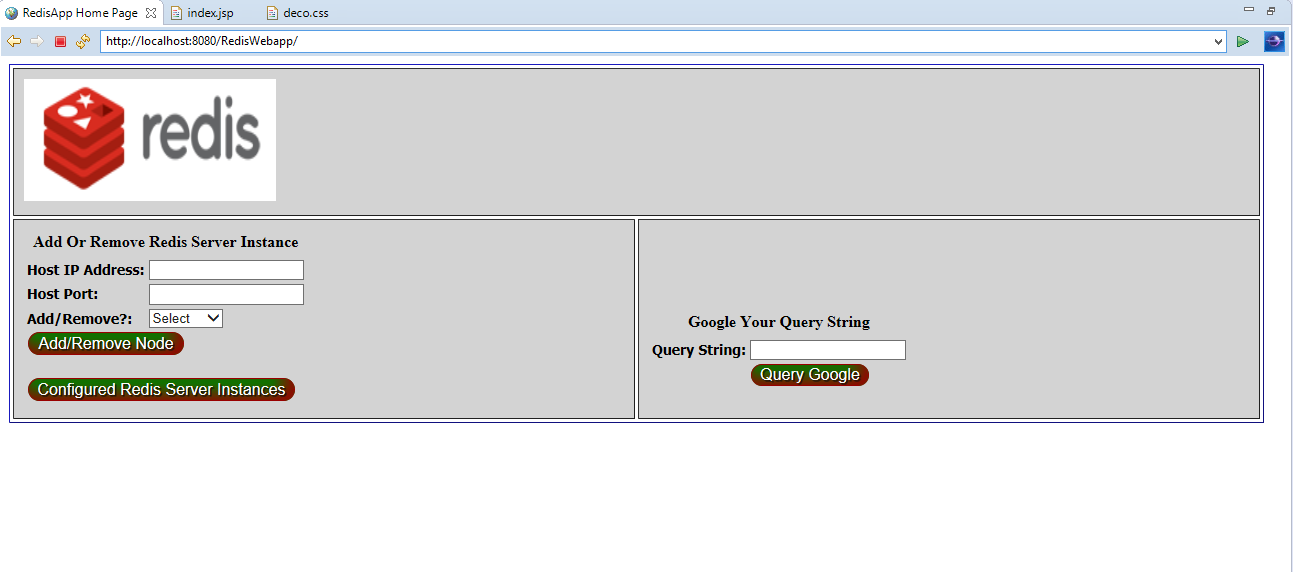 RedisApp Home Page index.jsp deco.css
http://localhost:8080/RedisWebapp/
redis
Add Or Remove Redis Server Instance
Host IP Address:
Host Port:
Add/Remove?: Select
Add/Remove Node
Configured Redis Server Instances
Google Your Query String
Query String:
Query Google